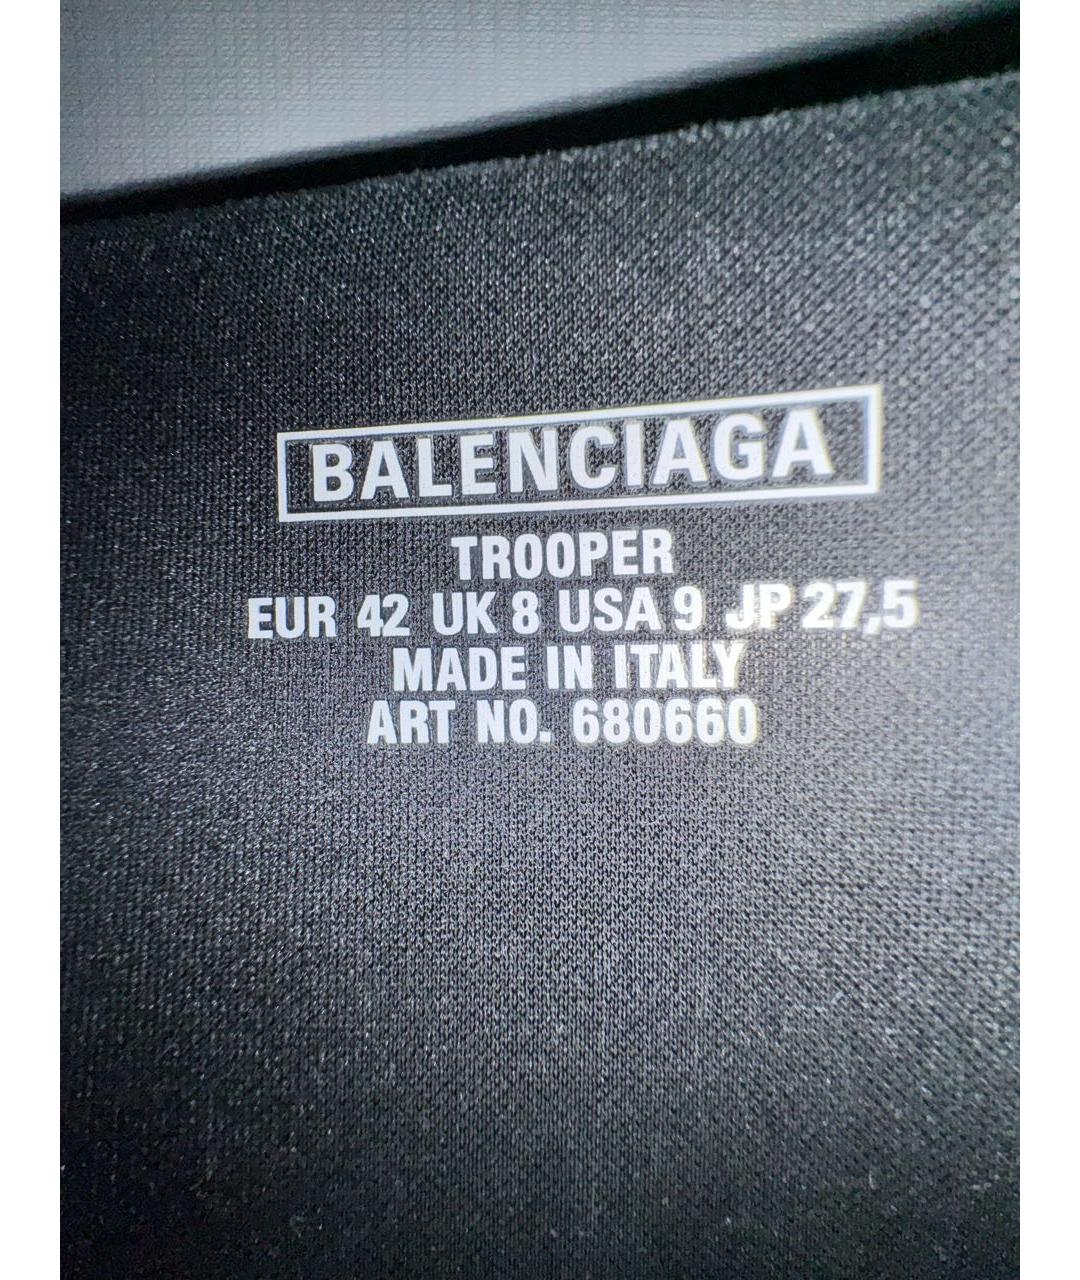 BALENCIAGA
TROOPER
EUR 42 UK 8 USA 9 JP 27,5
MADE IN ITALY
ART NO. 680660